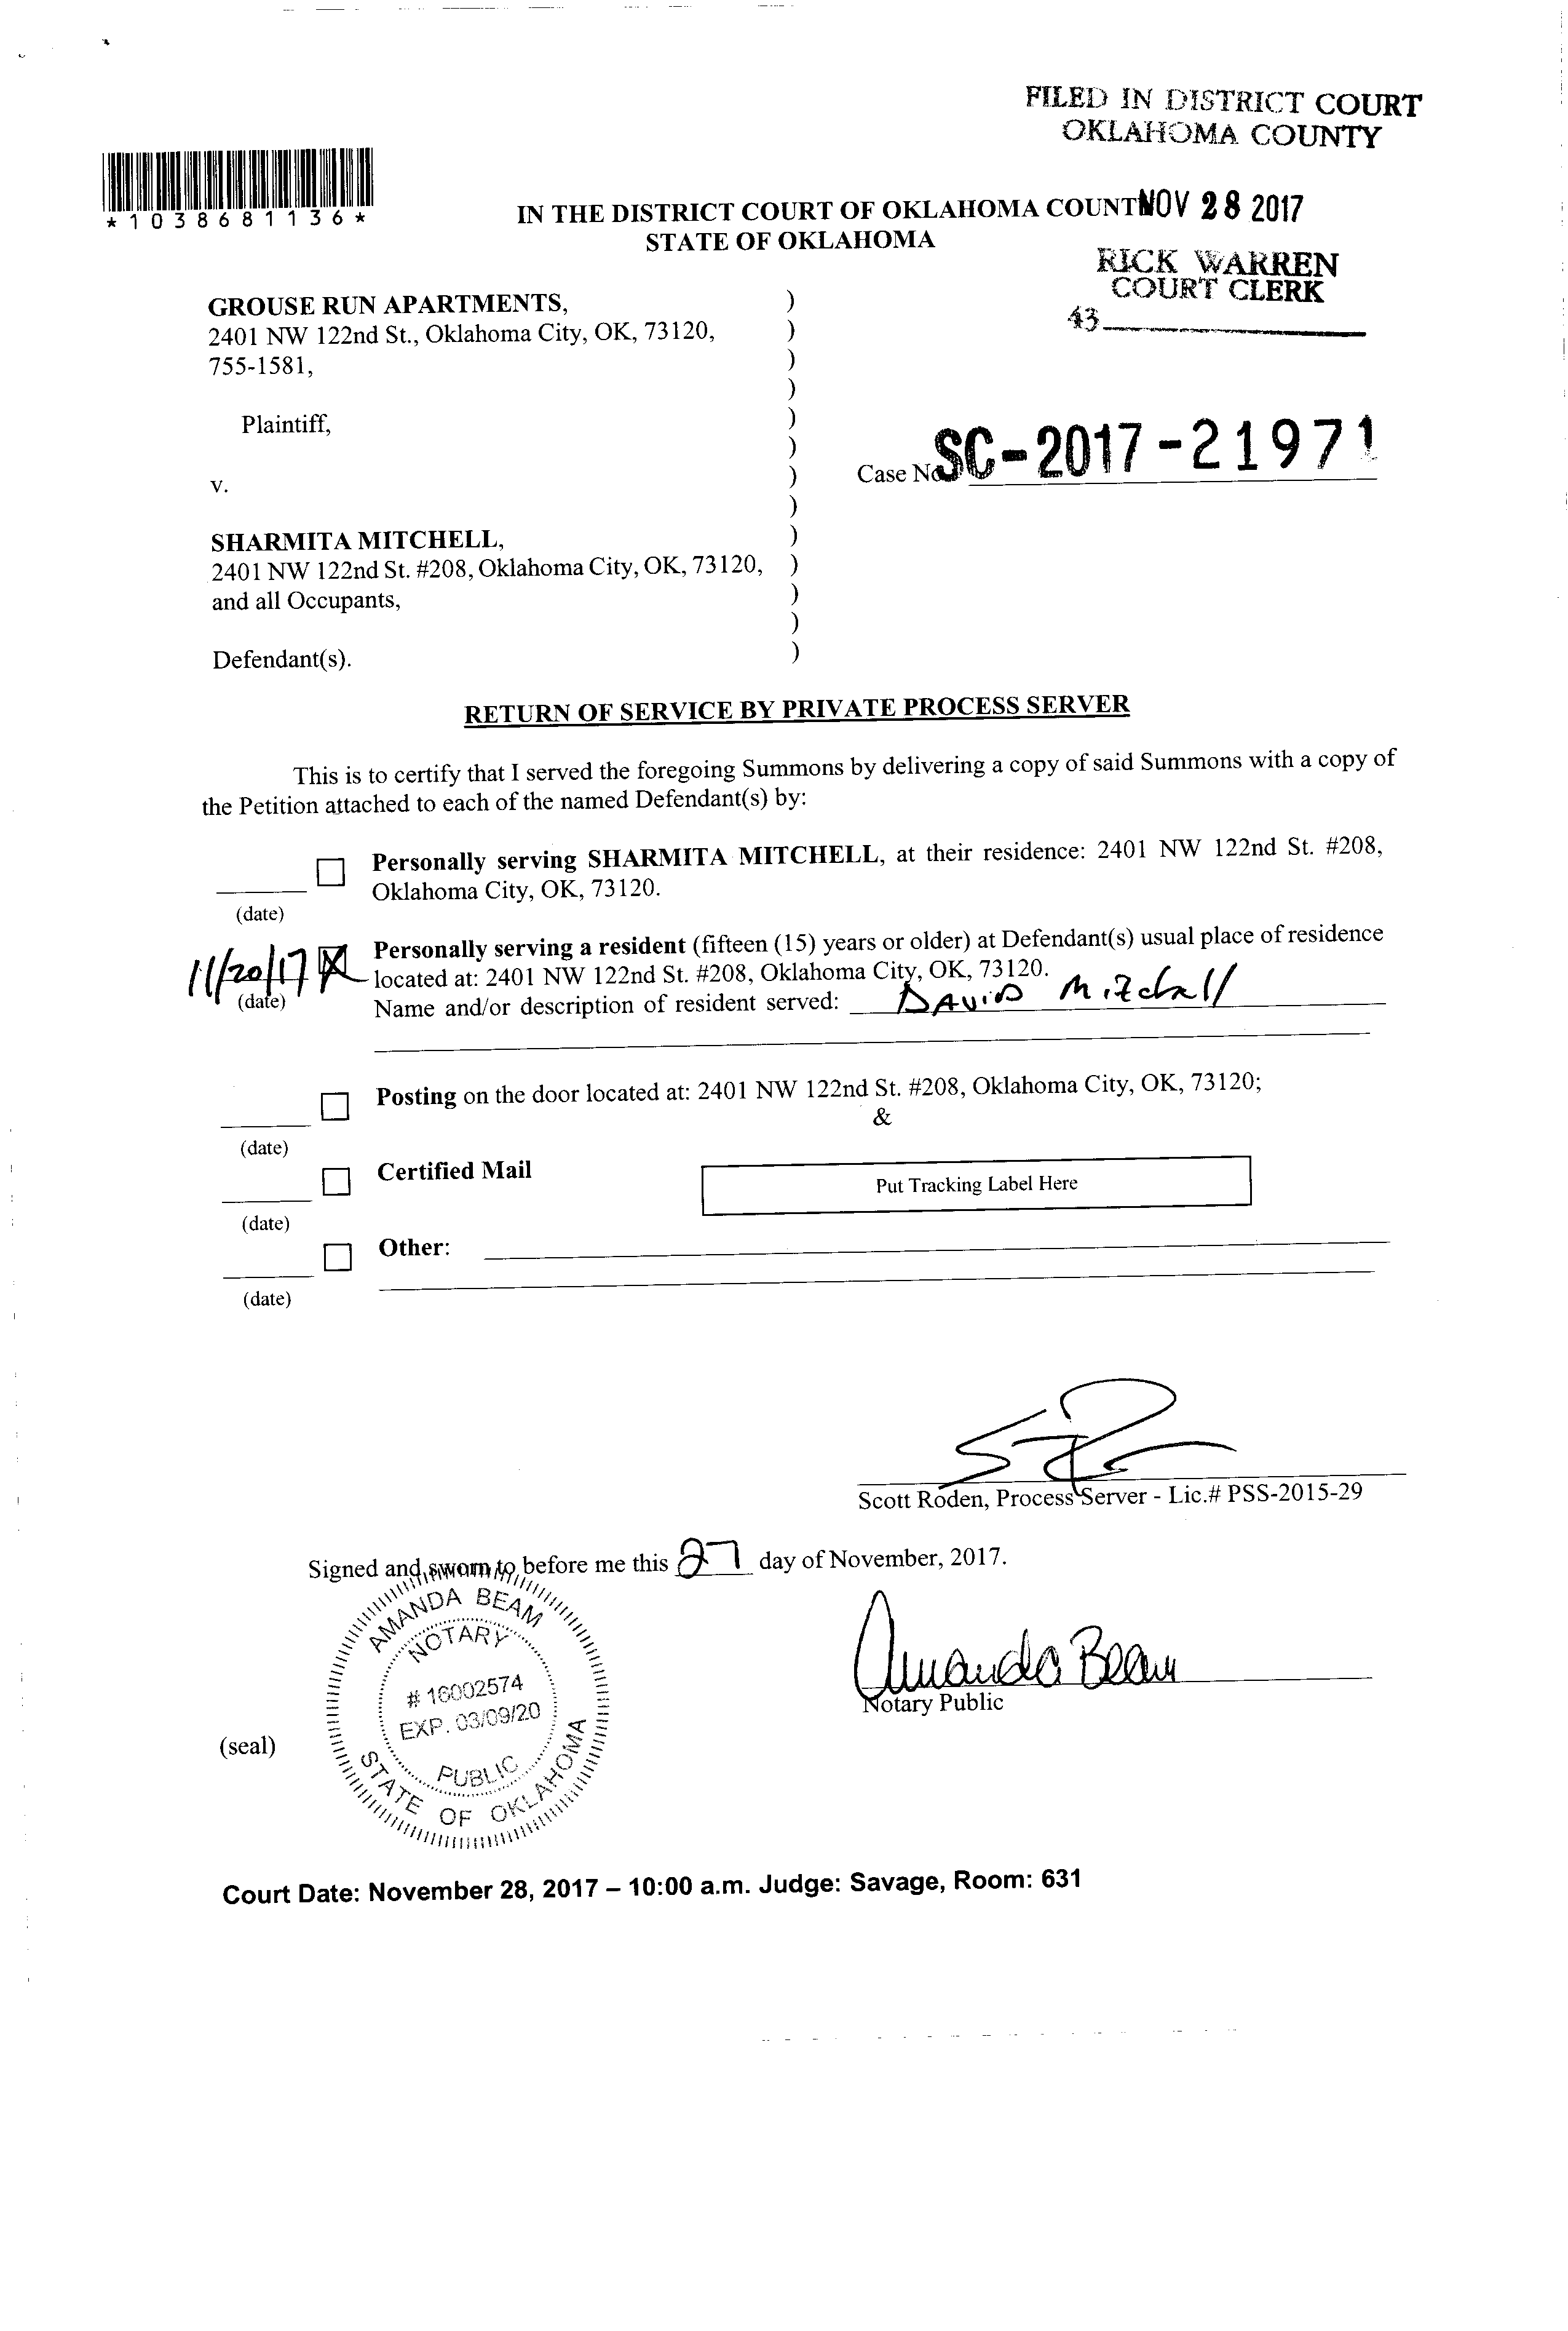 FILED IN DISTRICT COURT
OKLAHOMA COUNTY
*1038681136*
IN THE DISTRICT COURT OF OKLAHOMA COUNT NOV 28 2017
STATE OF OKLAHOMA
RICK WARREN
COURT CLERK
43
GROUSE RUN APARTMENTS, )
2401 NW 122nd St., Oklahoma City, OK, 73120, )
755-1581, )
)
Plaintiff, )
)
Case No SC-2017-21971
v. )
)
SHARMITA MITCHELL, )
2401 NW 122nd St. #208, Oklahoma City, OK, 73120, )
and all Occupants, )
)
Defendant(s). )
RETURN OF SERVICE BY PRIVATE PROCESS SERVER
This is to certify that I served the foregoing Summons by delivering a copy of said Summons with a copy of
the Petition attached to each of the named Defendant(s) by:
Personally serving SHARMITA MITCHELL, at their residence: 2401 NW 122nd St. #208,
Oklahoma City, OK, 73120.
(date)
11/20/17 X Personally serving a resident (fifteen (15) years or older) at Defendant(s) usual place of residence
located at: 2401 NW 122nd St. #208, Oklahoma City, OK, 73120.
(date) Name and/or description of resident served: DAVID Mitchell
Posting on the door located at: 2401 NW 122nd St. #208, Oklahoma City, OK, 73120;
&
(date)
Certified Mail Put Tracking Label Here
(date)
Other:
(date)
Scott Roden, Process Server - Lic.# PSS-2015-29
Signed and sworn to before me this 27 day of November, 2017.
AMANDA BEAM
NOTARY
# 16002574
EXP. 03/09/20
PUBLIC
STATE OF OKLAHOMA
Amanda Beam
Notary Public
(seal)
Court Date: November 28, 2017 – 10:00 a.m. Judge: Savage, Room: 631